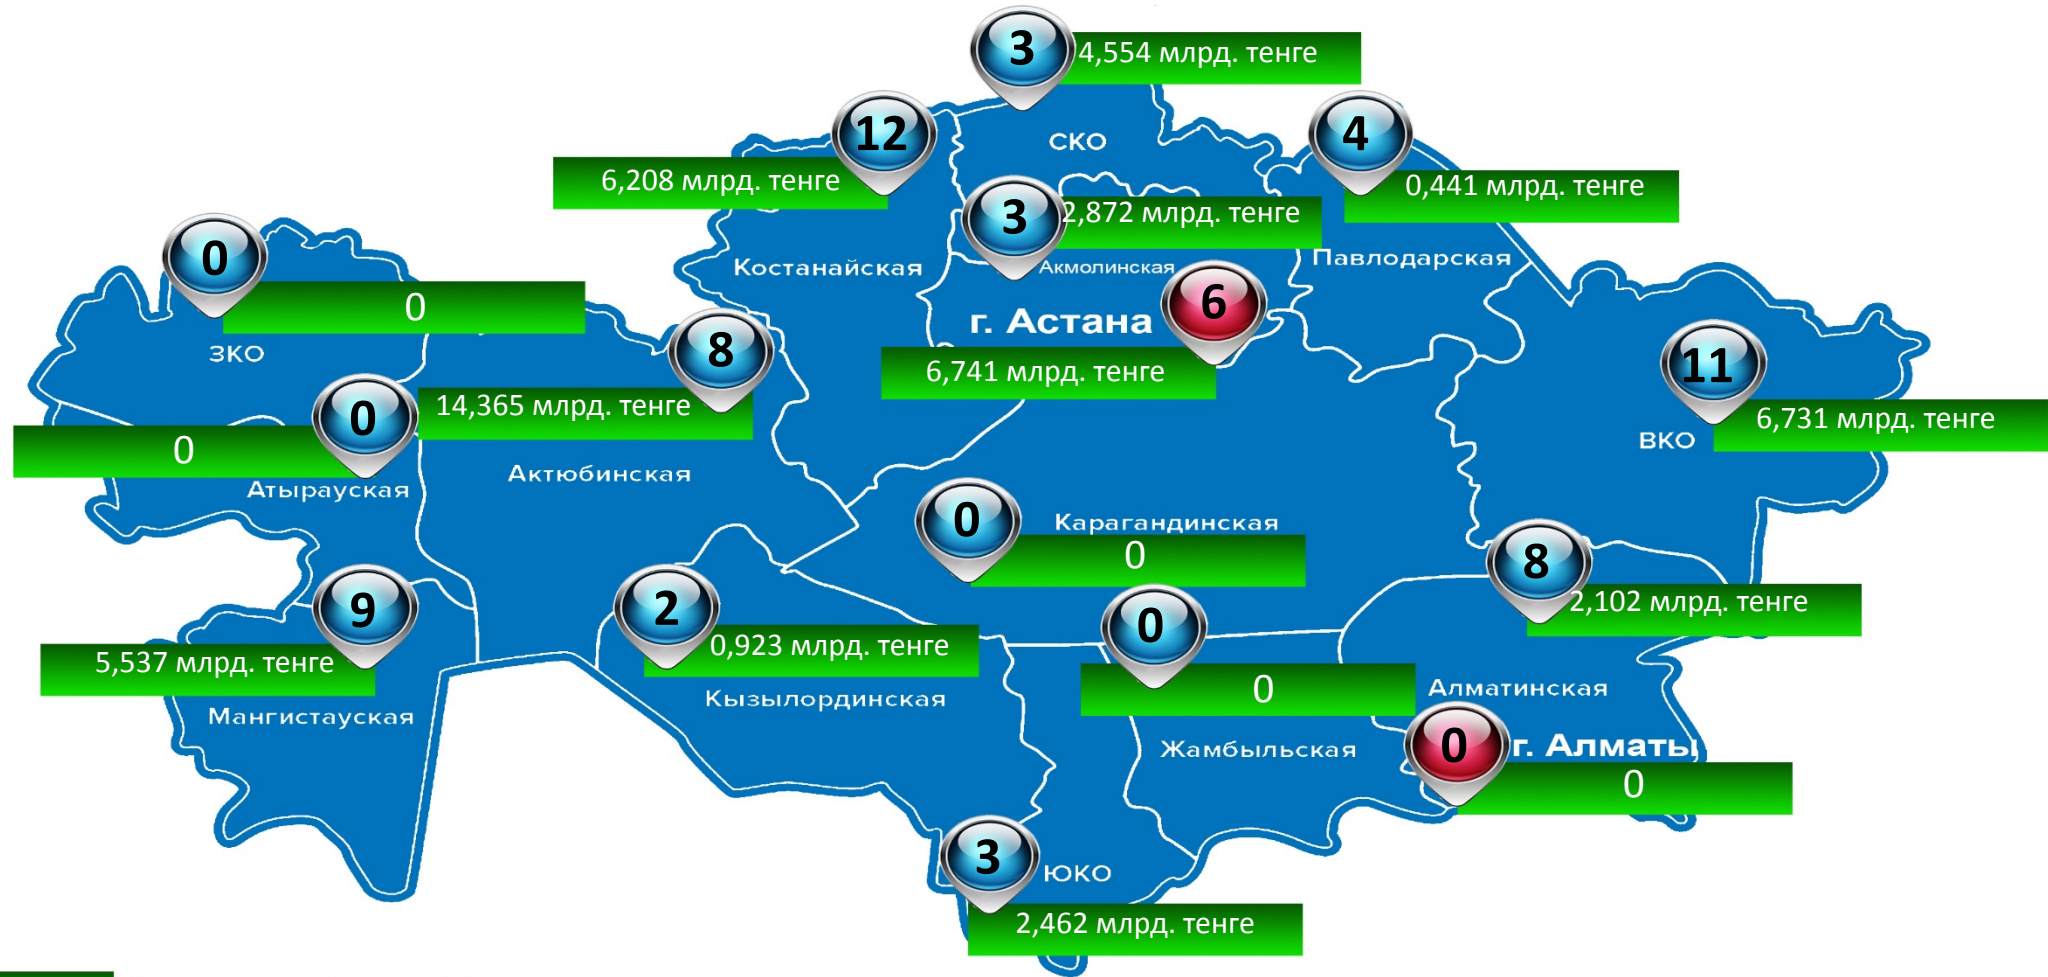 3
4,554 млрд. тенге
12
6,208 млрд. тенге
СКО
4
0,441 млрд. тенге
3
2,872 млрд. тенге
Костанайская
Акмолинская
Павлодарская
0
0
ЗКО
6
г. Астана
6,741 млрд. тенге
8
14,365 млрд. тенге
11
6,731 млрд. тенге
ВКО
0
0
Атырауская
Актюбинская
0
Карагандинская
0
8
2,102 млрд. тенге
9
5,537 млрд. тенге
Мангистауская
2
0,923 млрд. тенге
Кызылординская
0
0
Жамбыльская
Алматинская
0
г. Алматы
0
3
ЮКО
2,462 млрд. тенге